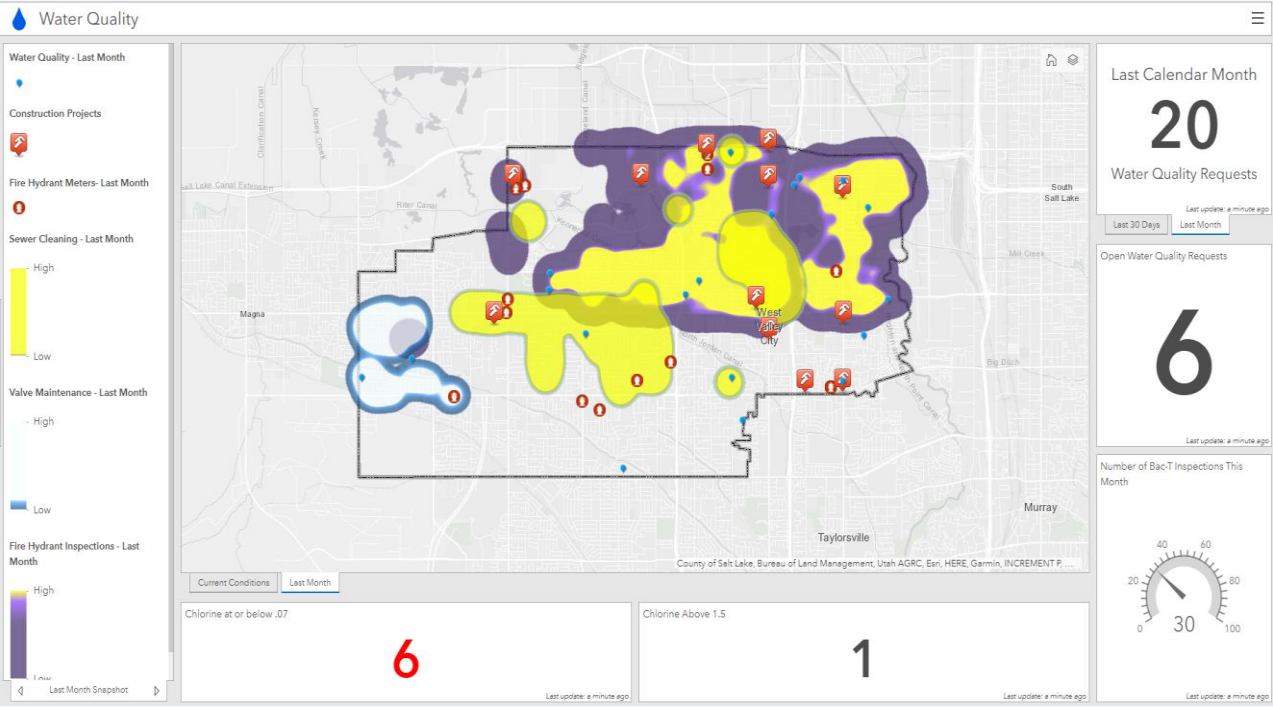 Water Quality
Water Quality - Last Month
Construction Projects
Fire Hydrant Meters- Last Month
Sewer Cleaning - Last Month
High
Low
Valve Maintenance - Last Month
High
Low
Fire Hydrant Inspections - Last
Month
High
Low
Last Month Snapshot
Clarification Canal
Kersey Creek
Salt Lake Canal Extension
Riter Canal
Magna
South
Salt Lake
Mill Creek
Big Ditch
West
Valley
City
North Jordan Canal
Murray
Taylorsville
County of Salt Lake, Bureau of Land Management, Utah AGRC, Esri, HERE, Garmin, INCREMENT P, ...
Current Conditions
Last Month
Chlorine at or below .07
6
Last update: a minute ago
Chlorine Above 1.5
1
Last update: a minute ago
Last Calendar Month
20
Water Quality Requests
Last update: a minute ago
Last 30 Days
Last Month
Open Water Quality Requests
6
Last update: a minute ago
Number of Bac-T Inspections This
Month
0
20
40
60
80
100
30
Last update: a minute ago